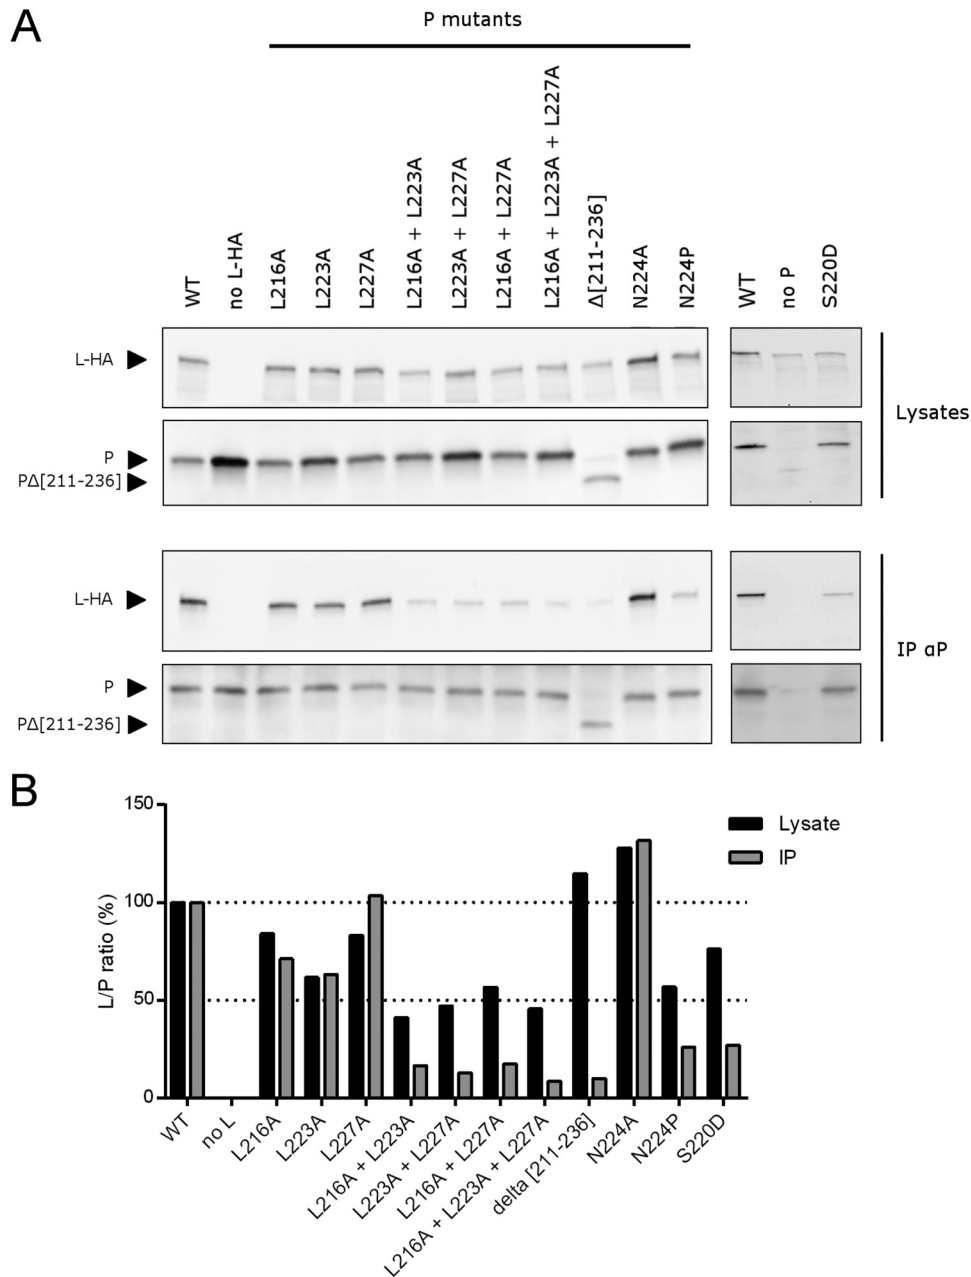 A
P mutants
WT
no L-HA
L216A
L223A
L227A
L216A + L223A
L223A + L227A
L216A + L227A
L216A + L223A + L227A
Δ[211-236]
N224A
N224P
WT
no P
S220D
L-HA
P
PΔ[211-236]
Lysates
L-HA
P
PΔ[211-236]
IP αP
B
150
100
50
0
L/P ratio (%)
Lysate
IP
WT
no L
L216A
L223A
L227A
L216A + L223A
L223A + L227A
L216A + L227A
L216A + L223A + L227A
delta [211-236]
N224A
N224P
S220D